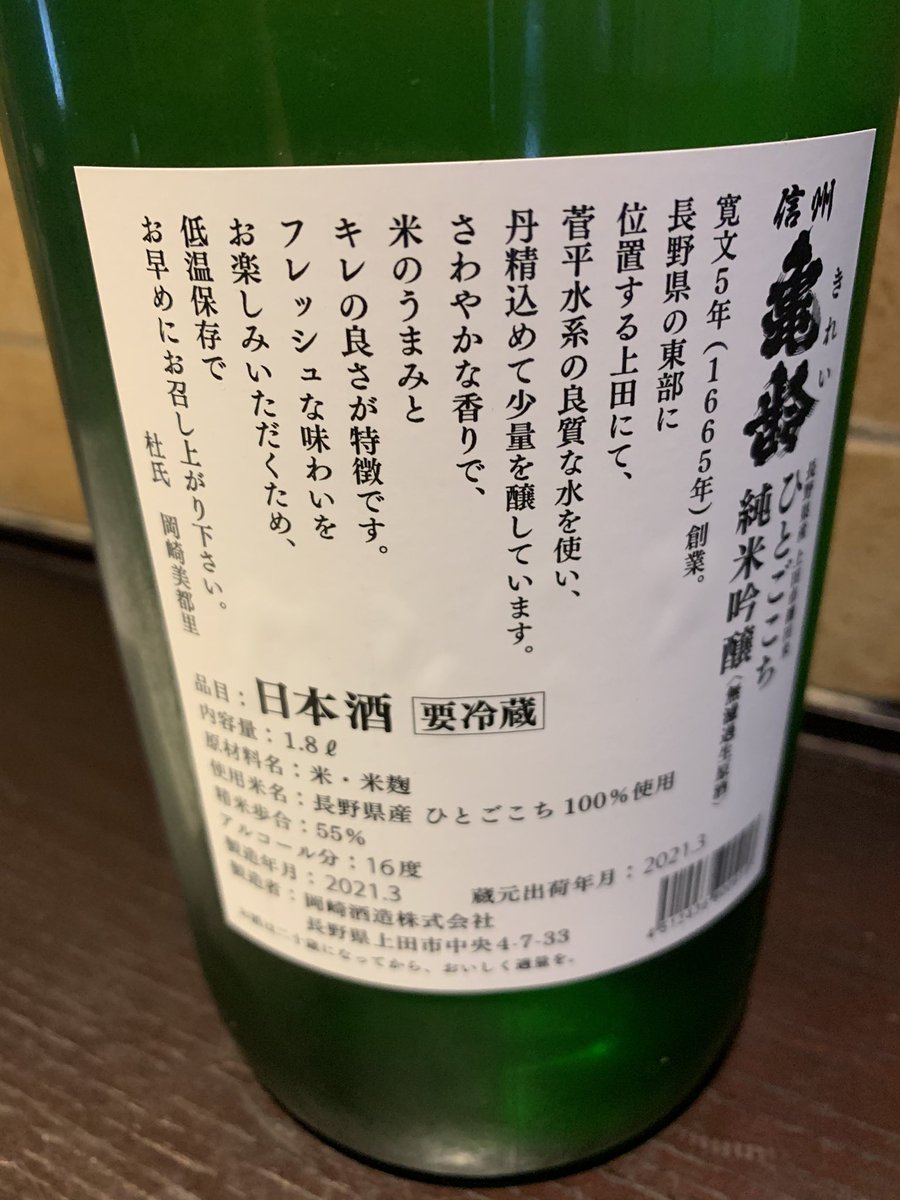 信州
亀齢
きれい
ひとごこち
純米吟醸
〈無濾過生原酒〉
寛文5年(1665年)創業。
長野県の東部に
位置する上田にて、
菅平水系の良質な水を使い、
丹精込めて少量を醸しています。
さわやかな香りで、
米のうまみと
キレの良さが特徴です。
フレッシュな味わいを
お楽しみいただくため、
低温保存で
お早めにお召し上がり下さい。
杜氏 岡崎美都里
品目:日本酒 要冷蔵
内容量:1.8ℓ
原材料名:米・米麹
使用米名:長野県産 ひとごこち100%使用
精米歩合:55%
アルコール分:16度
製造年月:2021.3 蔵元出荷年月:2021.3
製造者:岡崎酒造株式会社
長野県上田市中央4-7-33
お酒は二十歳になってから、おいしく適量を。